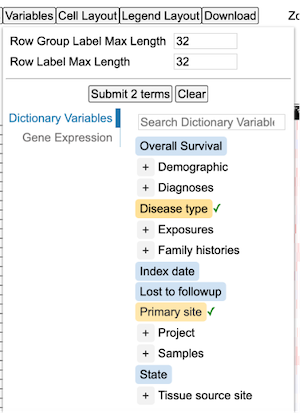 Variables Cell Layout Legend Layout Download Zo
Row Group Label Max Length 32
Row Label Max Length 32
Submit 2 terms Clear
Dictionary Variables
Gene Expression
Search Dictionary Variable
Overall Survival
+ Demographic
+ Diagnoses
Disease type ✓
+ Exposures
+ Family histories
Index date
Lost to followup
Primary site ✓
+ Project
+ Samples
State
+ Tissue source site